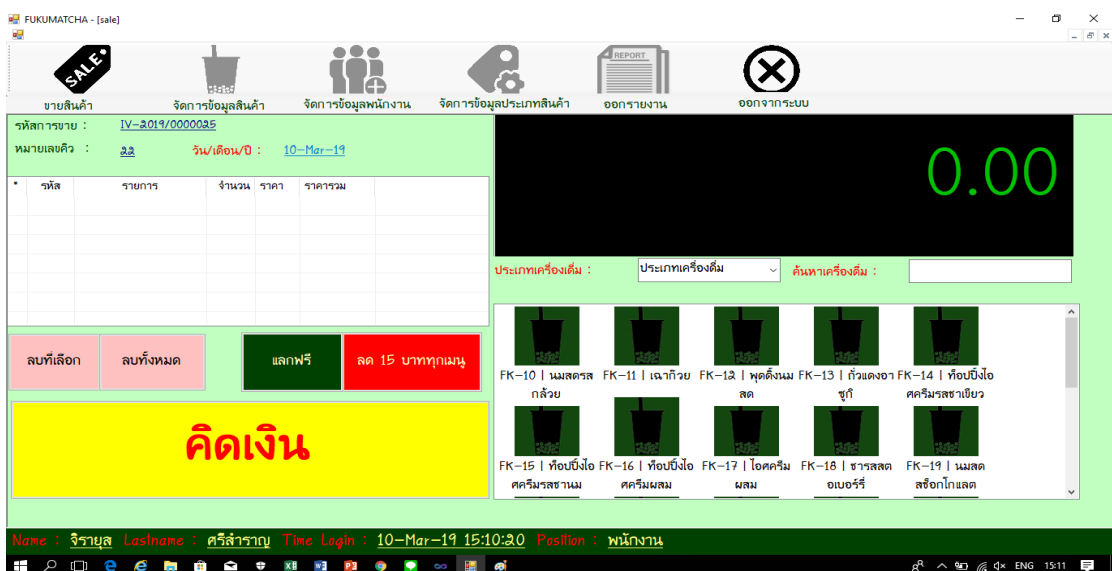 FUKUMATCHA - [sale]
SALE
REPORT
ขายสินค้า จัดการข้อมูลสินค้า จัดการข้อมูลพนักงาน จัดการข้อมูลประเภทสินค้า ออกรายงาน ออกจากระบบ
รหัสการขาย : IV-2019/0000025
หมายเลขคิว : 22 วัน/เดือน/ปี : 10-Mar-19
0.00
* รหัส รายการ จำนวน ราคา ราคารวม
ประเภทเครื่องดื่ม : ประเภทเครื่องดื่ม ค้นหาเครื่องดื่ม :
ลบที่เลือก ลบทั้งหมด แลกฟรี ลด 15 บาททุกเมนู
คิดเงิน
FK-10 | นมสดรส FK-11 | เฉาก๊วย FK-12 | พุดดิ้งนม FK-13 | ถั่วแดงอา FK-14 | ท๊อปปิ้งไอ
กล้วย สด ซูกิ ศครีมรสชาเขียว
FK-15 | ท๊อปปิ้งไอ FK-16 | ท๊อปปิ้งไอ FK-17 | ไอศครีม FK-18 | ชารสสต FK-19 | นมสด
ศครีมรสชานม ศครีมผสม ผสม อเบอร์รี่ รสช็อกโกแลต
Name : จิรายุส Lastname : ศรีสำราญ Time Login : 10-Mar-19 15:10:20 Position : พนักงาน
ENG 15:11